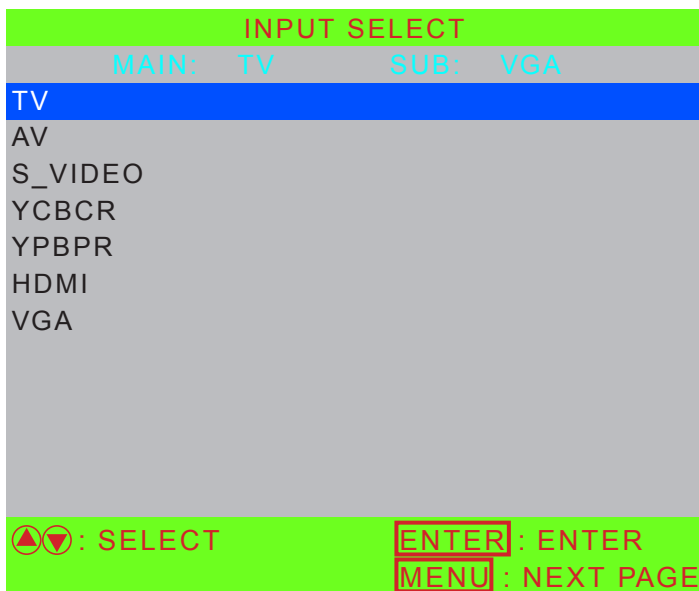 INPUT SELECT
MAIN: TV SUB: VGA
TV
AV
S_VIDEO
YCBCR
YPBPR
HDMI
VGA
: SELECT ENTER : ENTER
MENU : NEXT PAGE